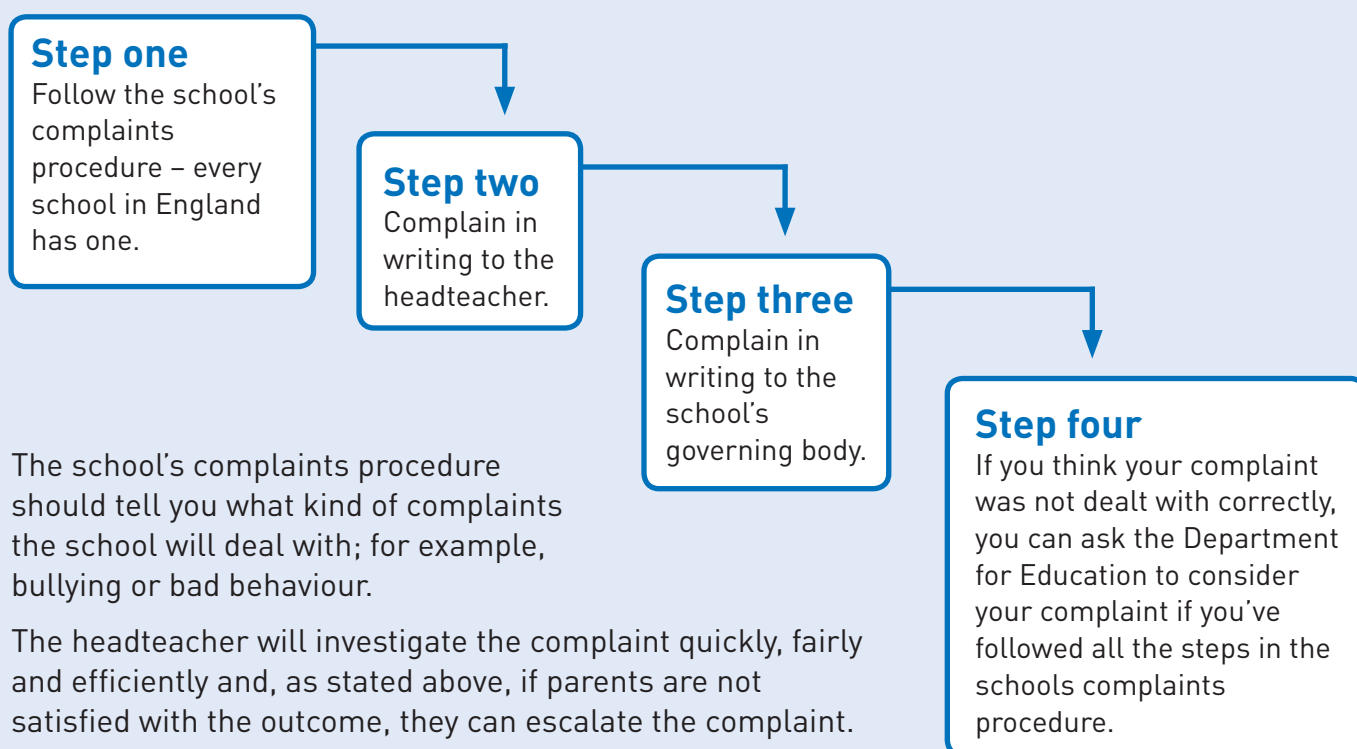 Step one
Follow the school’s
complaints
procedure – every
school in England
has one.
Step two
Complain in
writing to the
headteacher.
Step three
Complain in
writing to the
school’s
governing body.
Step four
If you think your complaint
was not dealt with correctly,
you can ask the Department
for Education to consider
your complaint if you’ve
followed all the steps in the
schools complaints
procedure.
The school’s complaints procedure
should tell you what kind of complaints
the school will deal with; for example,
bullying or bad behaviour.
The headteacher will investigate the complaint quickly, fairly
and efficiently and, as stated above, if parents are not
satisfied with the outcome, they can escalate the complaint.